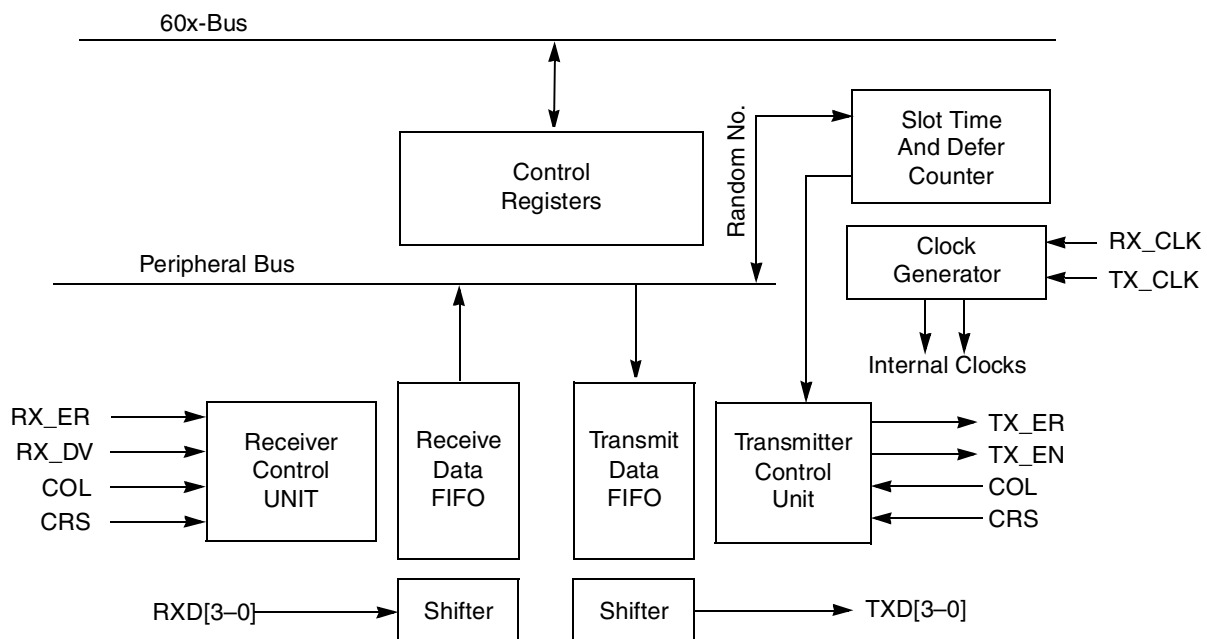 60x-Bus
Control
Registers
Random No.
Slot Time
And Defer
Counter
Peripheral Bus
Clock
Generator
RX_CLK
TX_CLK
Internal Clocks
RX_ER
RX_DV
COL
CRS
Receiver
Control
UNIT
Receive
Data
FIFO
Transmit
Data
FIFO
Transmitter
Control
Unit
TX_ER
TX_EN
COL
CRS
RXD[3–0]
Shifter
Shifter
TXD[3–0]